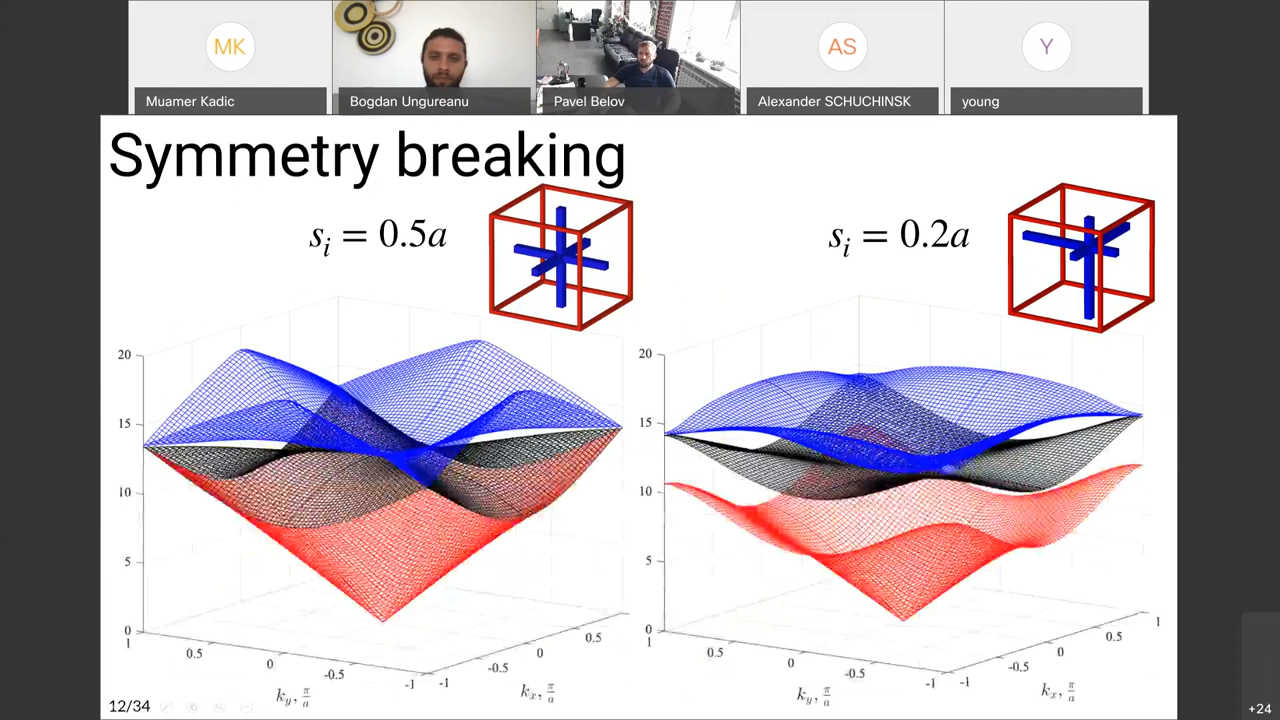 MK
AS
Y
Muamer Kadic
Bogdan Ungureanu
Pavel Belov
Alexander SCHUCHINSK
young
Symmetry breaking
s_i = 0.5a
s_i = 0.2a
20
15
10
5
0
1
0.5
0
-0.5
-1
-1
-0.5
0
0.5
k_y, π/a
k_x, π/a
20
15
10
5
0
1
0.5
0
-0.5
-1
-1
-0.5
0
0.5
1
k_y, π/a
k_x, π/a
12/34
+24